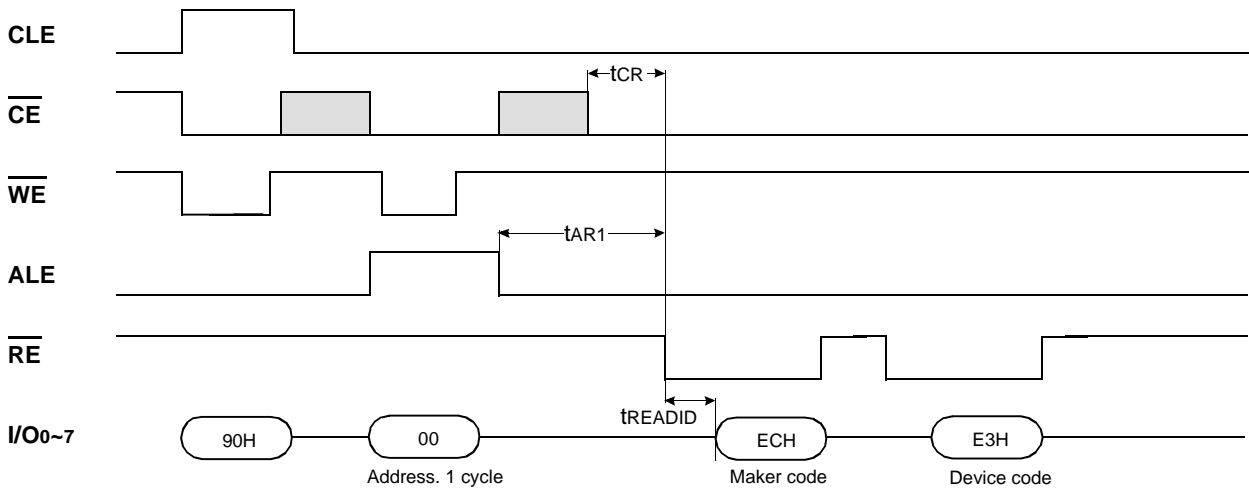 CLE
tCR
CE
WE
tAR1
ALE
RE
tREADID
I/O0~7 90H 00 ECH E3H
Address. 1 cycle Maker code Device code